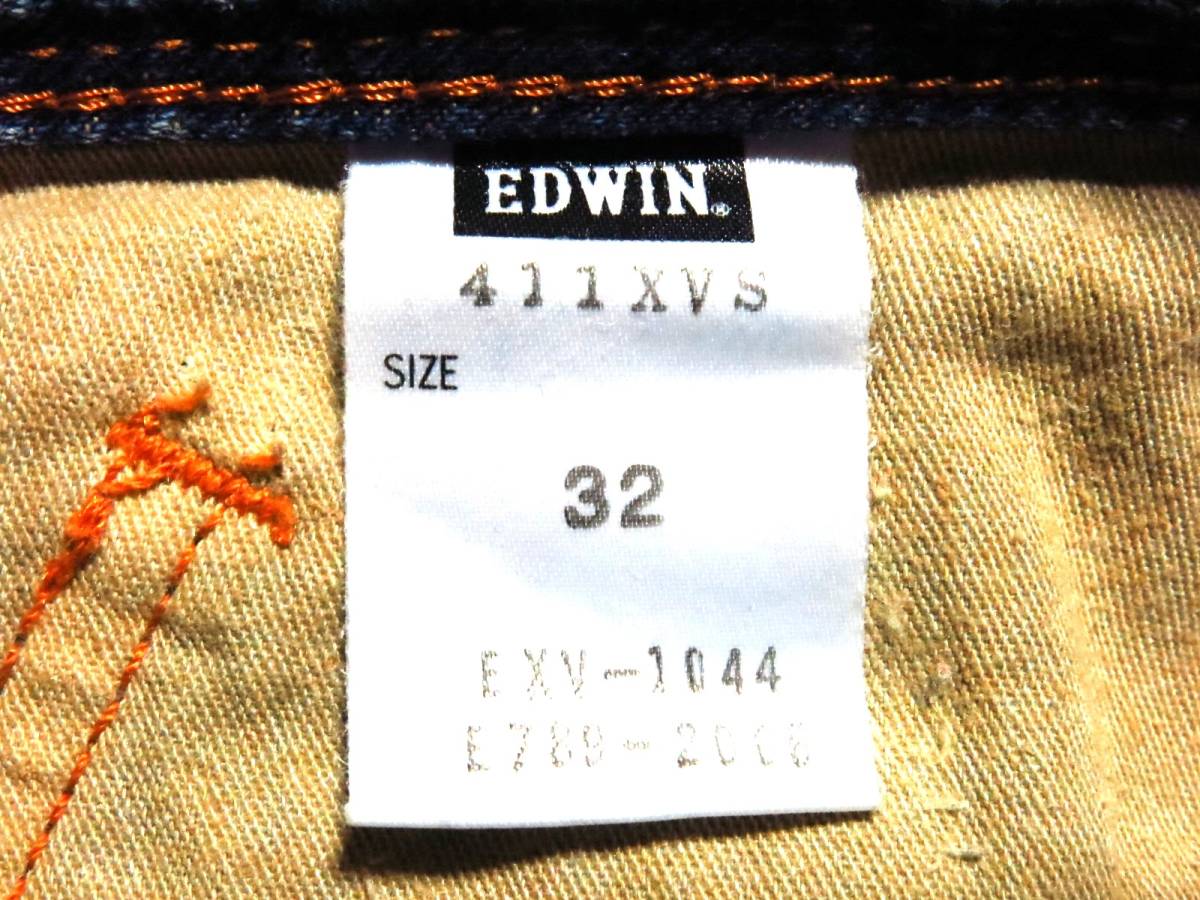 EDWIN®
411XVS
SIZE
32
EXV-1044